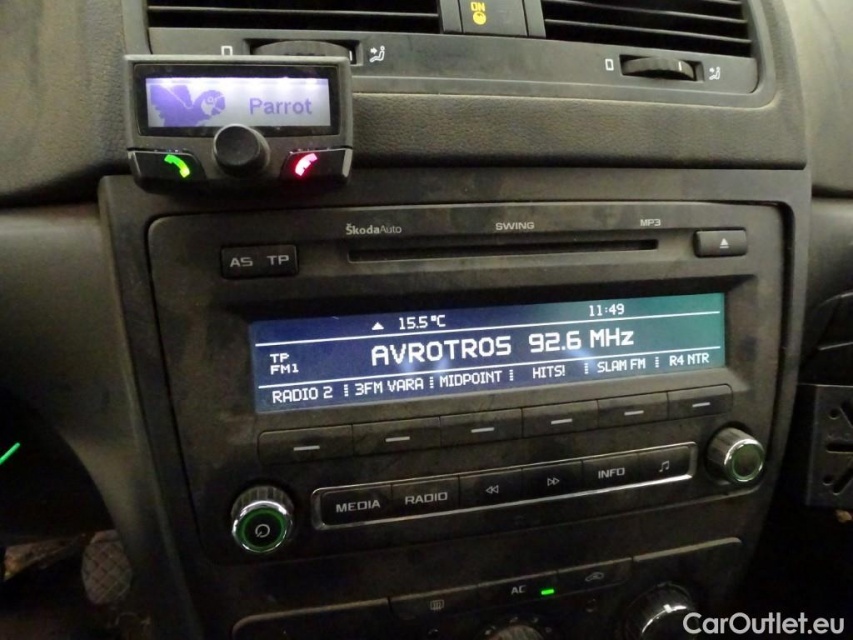 ON
Parrot
ŠkodaAuto SWING MP3
AS TP
15.5°C 11:49
TP
FM1
AVROTROS 92.6 MHz
RADIO 2 3FM VARA MIDPOINT HITS! SLAM FM R4 NTR
MEDIA RADIO INFO
AC
CarOutlet.eu